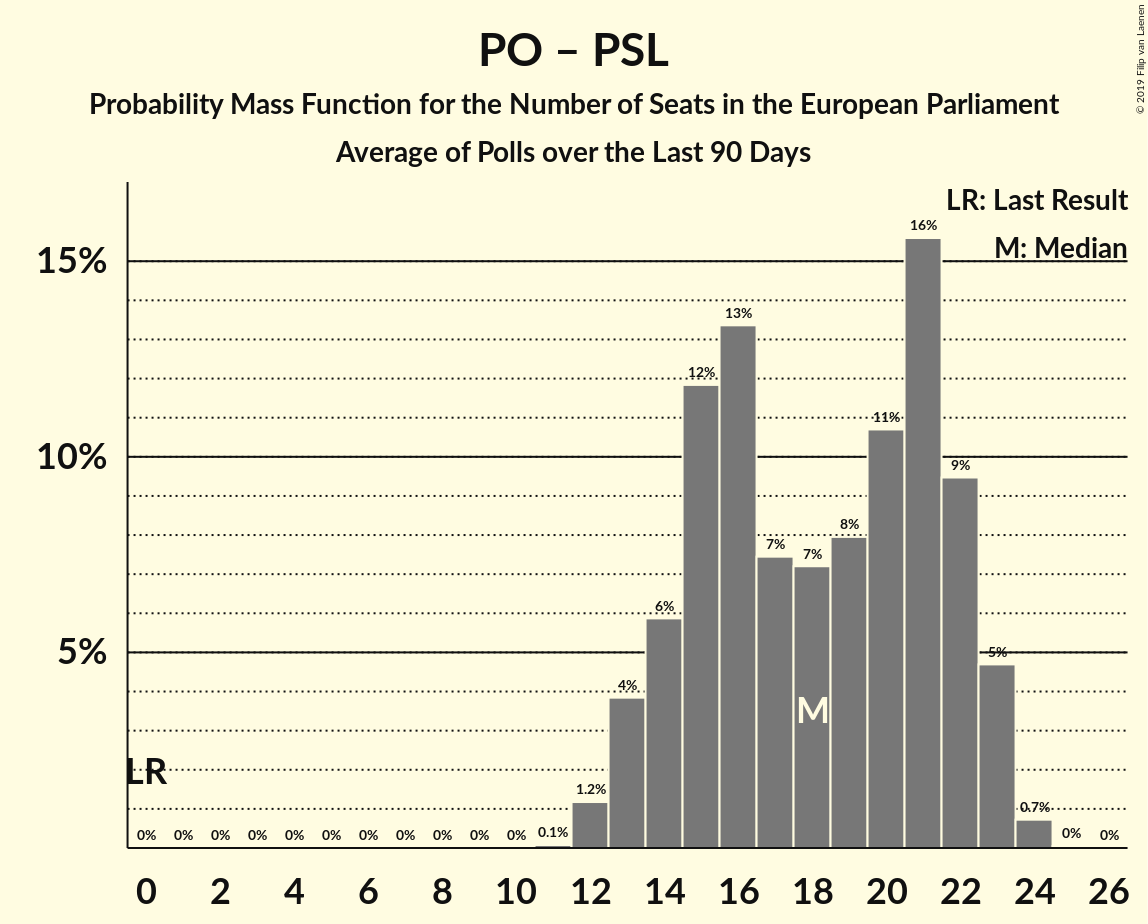 PO – PSL
Probability Mass Function for the Number of Seats in the European Parliament
Average of Polls over the Last 90 Days
© 2019 Filip van Laenen
LR: Last Result
M: Median
15%
10%
5%
16%
13%
12%
11%
9%
8%
7%
7%
6%
5%
4%
M
LR
1.2%
0.7%
0% 0% 0% 0% 0% 0% 0% 0% 0% 0% 0% 0.1% 0% 0%
0 2 4 6 8 10 12 14 16 18 20 22 24 26